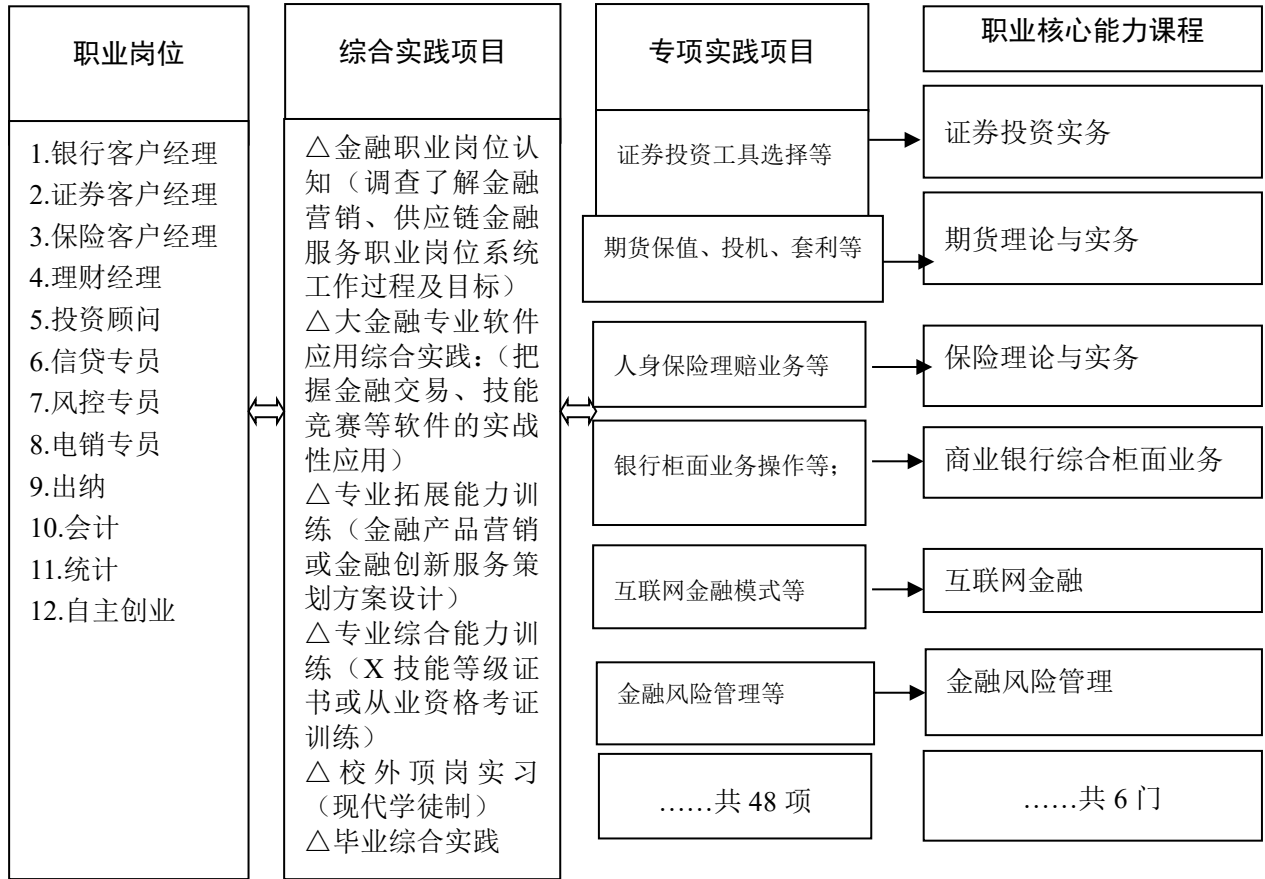 职业岗位
1.银行客户经理
2.证券客户经理
3.保险客户经理
4.理财经理
5.投资顾问
6.信贷专员
7.风控专员
8.电销专员
9.出纳
10.会计
11.统计
12.自主创业
综合实践项目
△金融职业岗位认
知（调查了解金融
营销、供应链金融
服务职业岗位系统
工作过程及目标）
△大金融专业软件
应用综合实践：（把
握金融交易、技能
竞赛等软件的实战
性应用）
△专业拓展能力训
练（金融产品营销
或金融创新服务策
划方案设计）
△专业综合能力训
练（X 技能等级证
书或从业资格考证
训练）
△校外顶岗实习
（现代学徒制）
△毕业综合实践
专项实践项目
证券投资工具选择等
期货保值、投机、套利等
人身保险理赔业务等
银行柜面业务操作等；
互联网金融模式等
金融风险管理等
……共 48 项
职业核心能力课程
证券投资实务
期货理论与实务
保险理论与实务
商业银行综合柜面业务
互联网金融
金融风险管理
……共 6 门